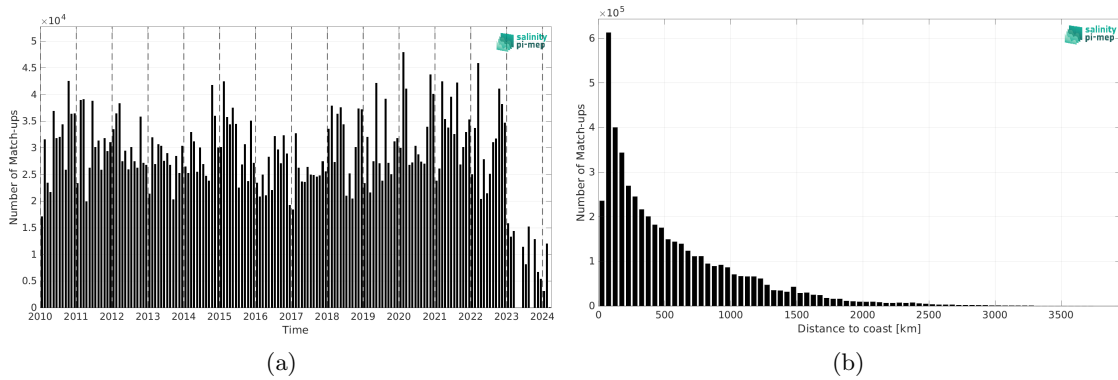 ×10⁴
salinity
pi-mep
5
4.5
4
3.5
3
2.5
2
1.5
1
0.5
0
Number of Match-ups
2010 2011 2012 2013 2014 2015 2016 2017 2018 2019 2020 2021 2022 2023 2024
Time
(a)
×10⁵
salinity
pi-mep
6
5
4
3
2
1
0
Number of Match-ups
0 500 1000 1500 2000 2500 3000 3500
Distance to coast [km]
(b)